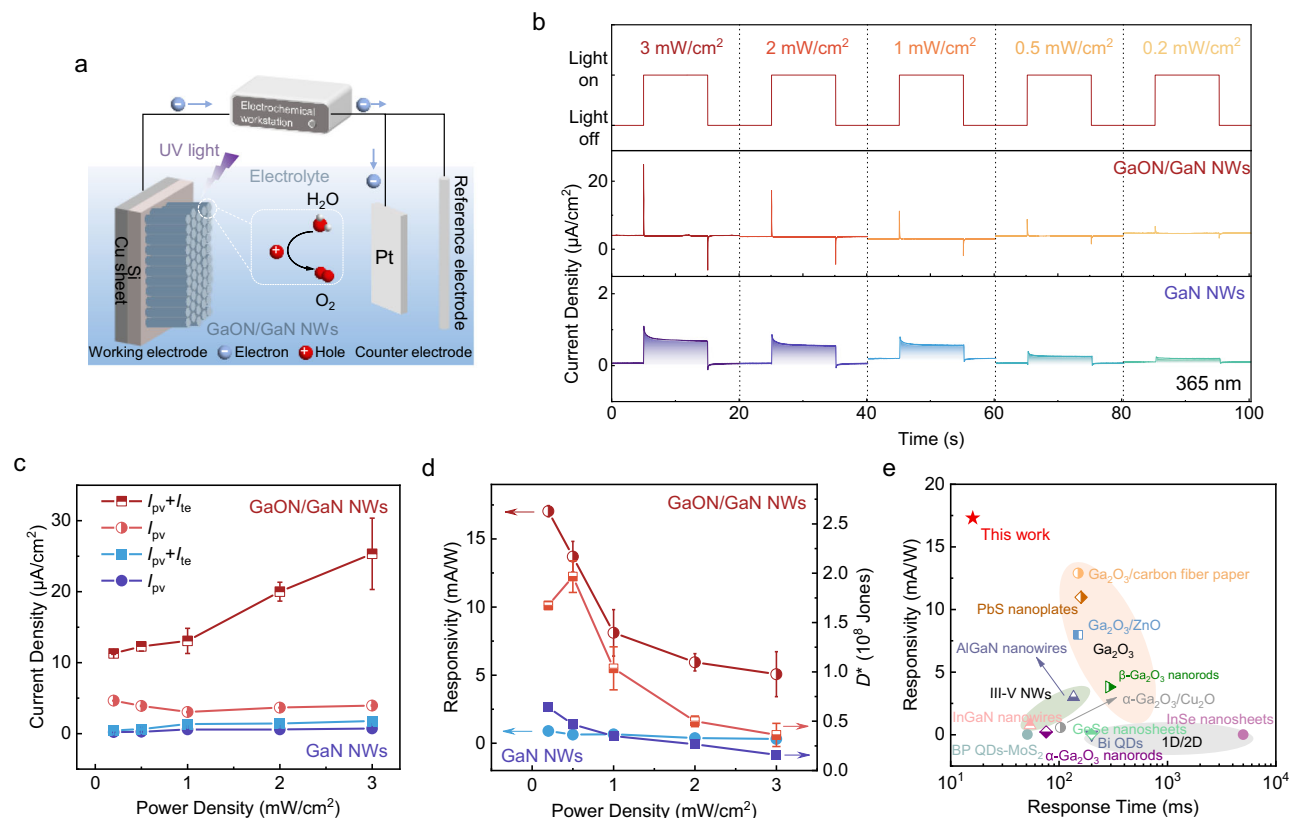 a
Electrochemical
workstation
UV light
Electrolyte
H₂O
O₂
Pt
Cu sheet
Si
Reference electrode
GaON/GaN NWs
Working electrode
Electron
Hole
Counter electrode
b
Light
on
Light
off
3 mW/cm²
2 mW/cm²
1 mW/cm²
0.5 mW/cm²
0.2 mW/cm²
GaON/GaN NWs
20
0
GaN NWs
2
0
365 nm
Current Density (µA/cm²)
0 20 40 60 80 100
Time (s)
c
Ipv+Ite
Ipv
Ipv+Ite
Ipv
GaON/GaN NWs
GaN NWs
30
20
10
0
Current Density (µA/cm²)
0 1 2 3
Power Density (mW/cm²)
d
GaON/GaN NWs
GaN NWs
15
10
5
0
Responsivity (mA/W)
2.5
2.0
1.5
1.0
0.5
0.0
D* (10⁸ Jones)
0 1 2 3
Power Density (mW/cm²)
e
20
15
10
5
0
Responsivity (mA/W)
This work
Ga₂O₃/carbon fiber paper
PbS nanoplates
Ga₂O₃/ZnO
Ga₂O₃
AlGaN nanowires
β-Ga₂O₃ nanorods
III-V NWs
α-Ga₂O₃/Cu₂O
InGaN nanowires
GeSe nanosheets
InSe nanosheets
BP QDs-MoS₂
Bi QDs
1D/2D
α-Ga₂O₃ nanorods
10¹ 10² 10³ 10⁴
Response Time (ms)